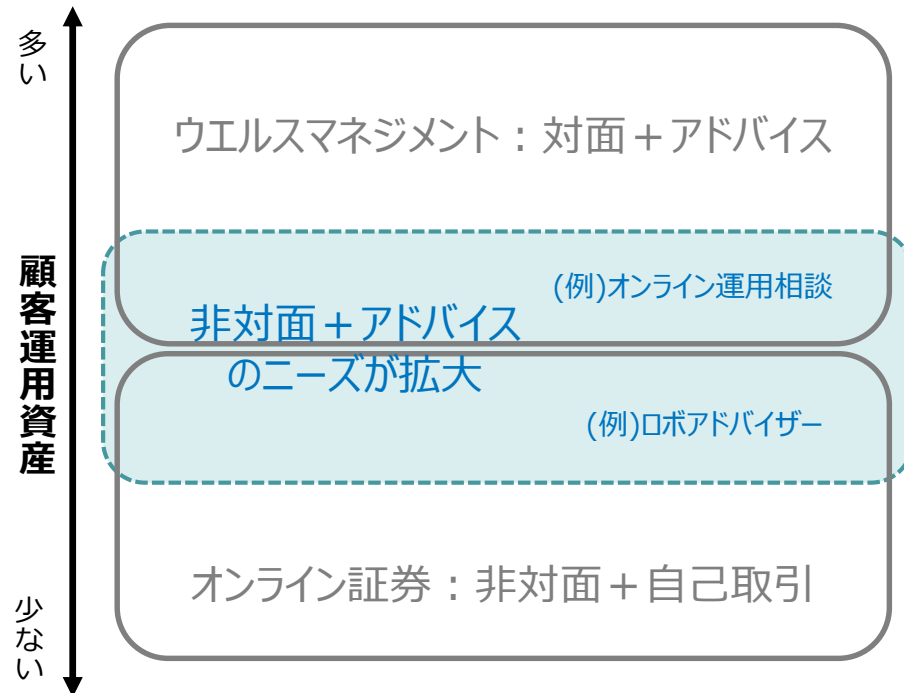 多い
ウエルスマネジメント：対面＋アドバイス
顧客運用資産
(例)オンライン運用相談
非対面＋アドバイス
のニーズが拡大
(例)ロボアドバイザー
オンライン証券：非対面＋自己取引
少ない